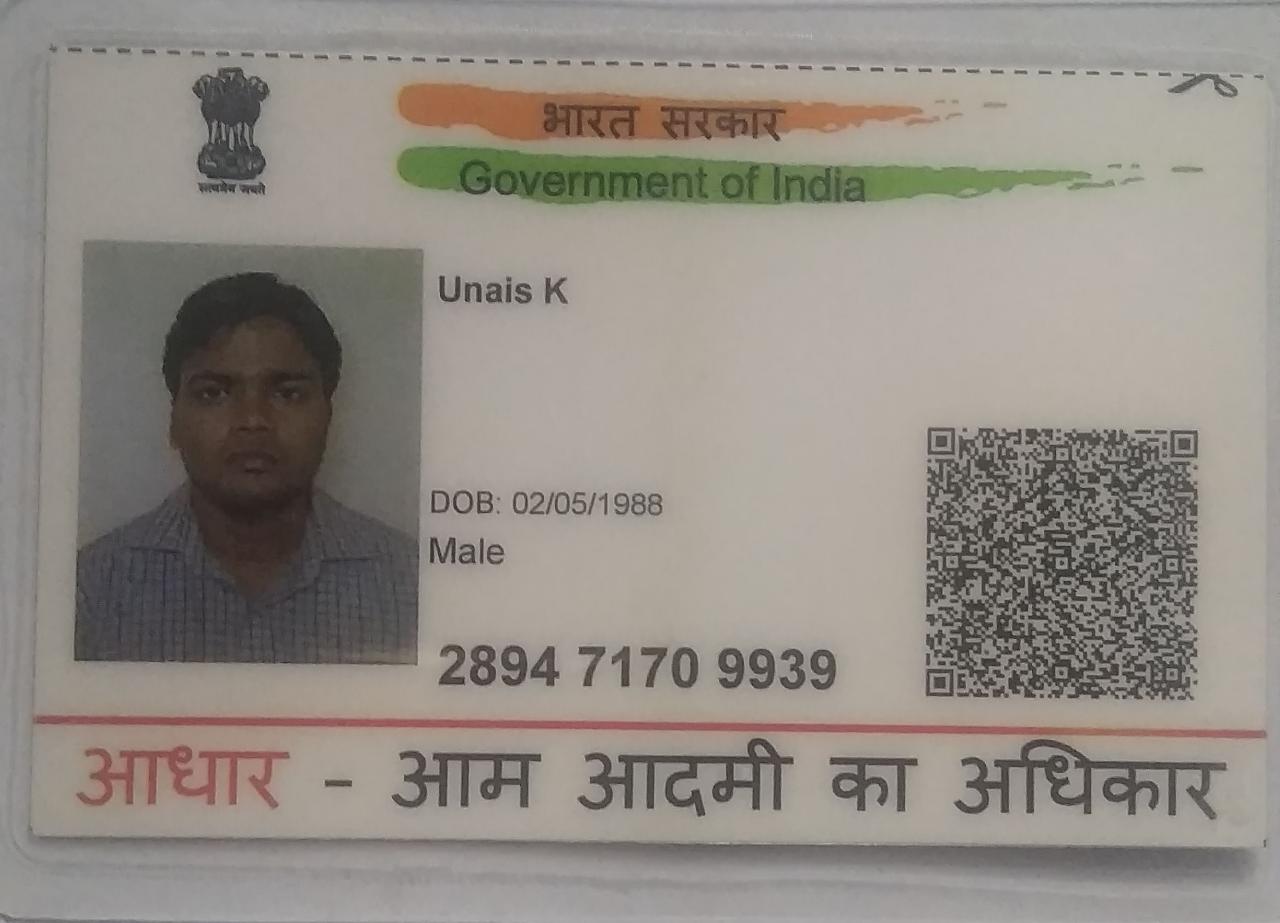 भारत सरकार
Government of India
सत्यमेव जयते
Unais K
DOB: 02/05/1988
Male
2894 7170 9939
आधार - आम आदमी का अधिकार